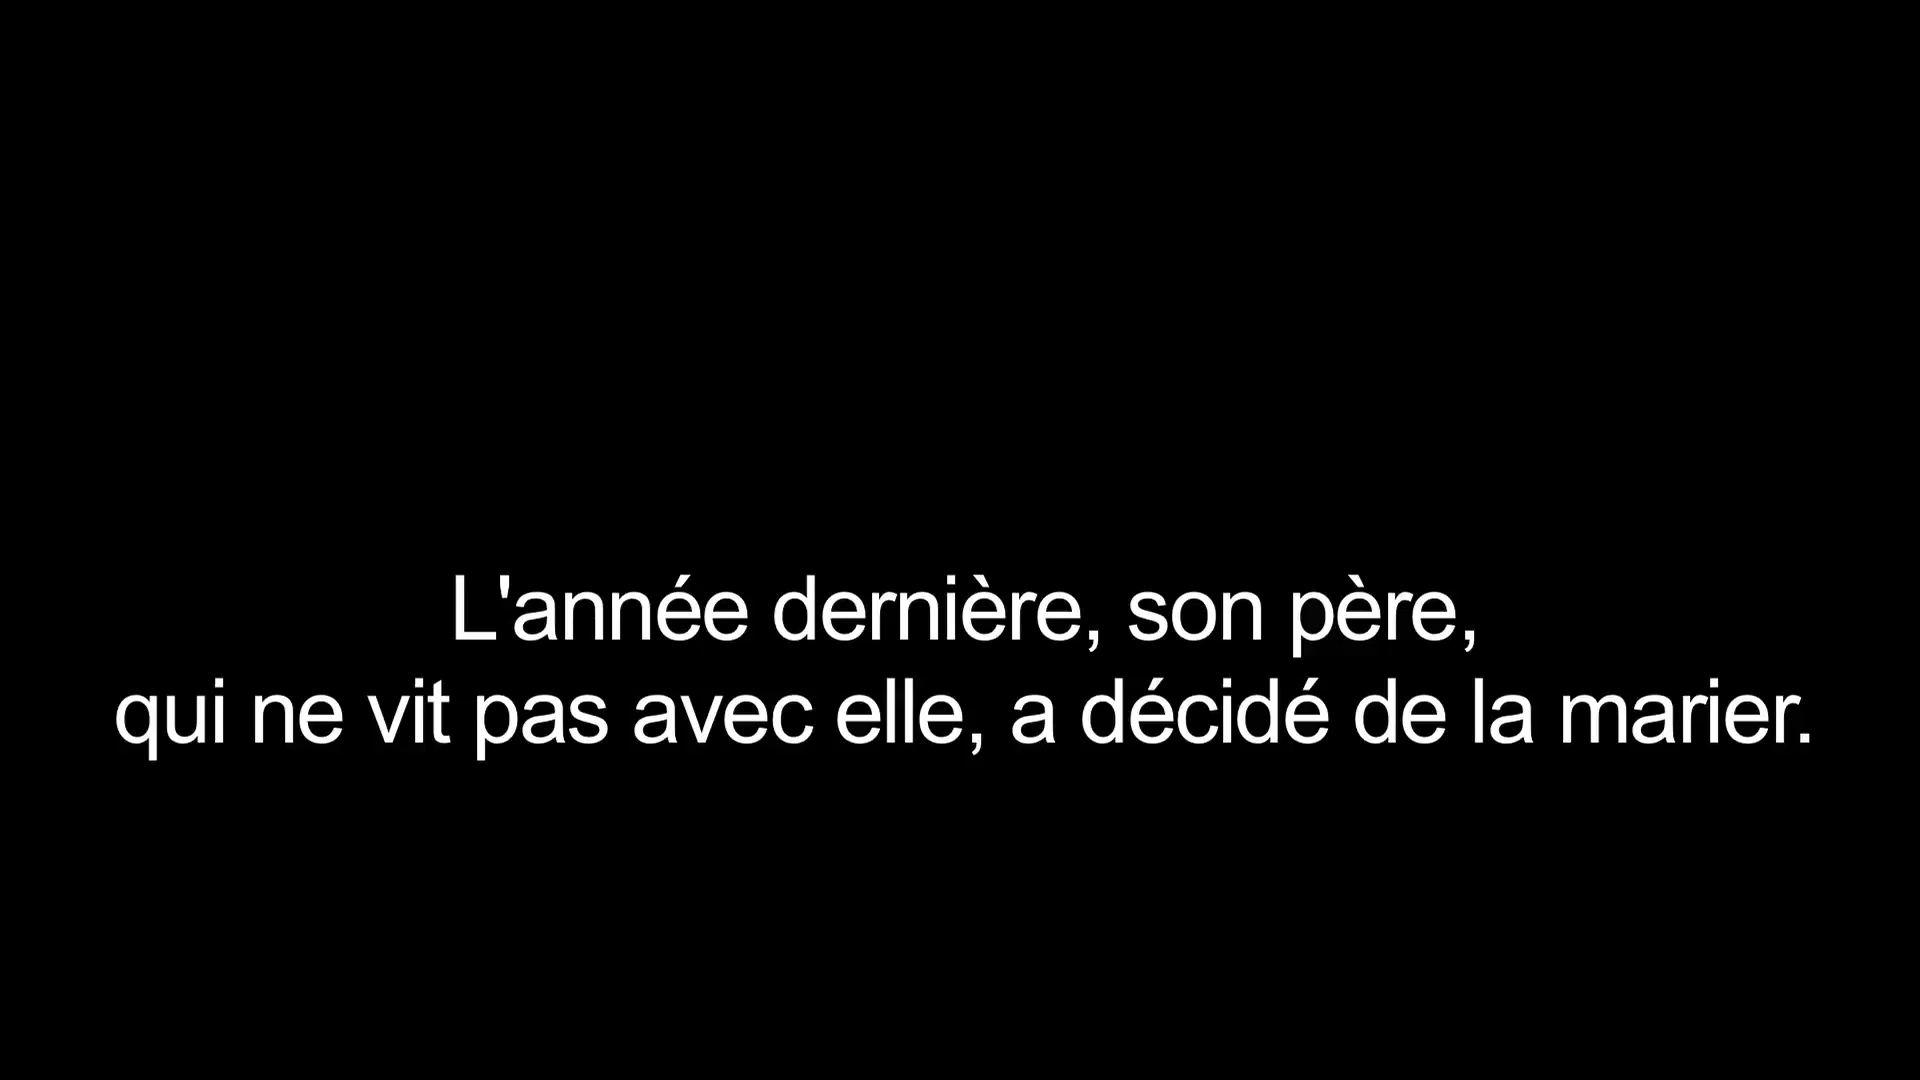 L'année dernière, son père,
qui ne vit pas avec elle, a décidé de la marier.